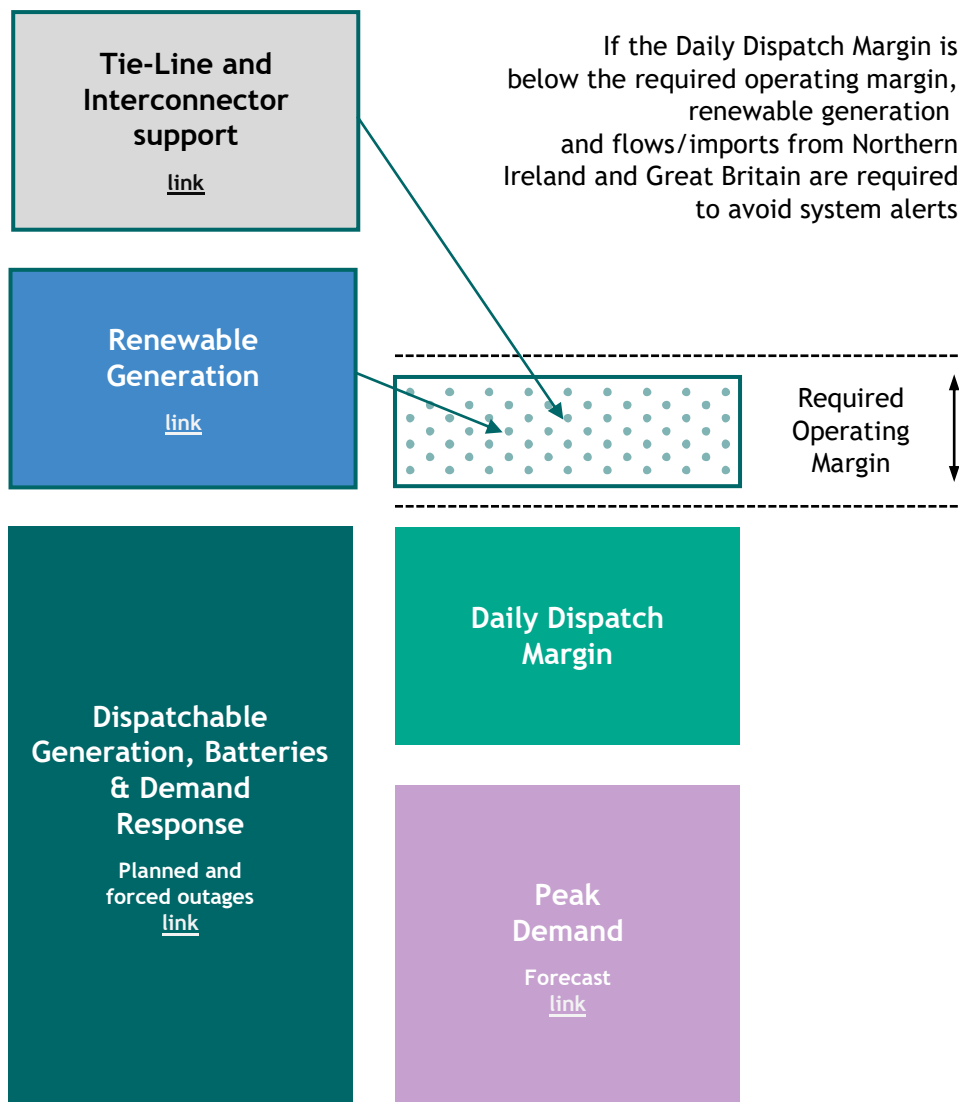 Tie-Line and
Interconnector
support
link
If the Daily Dispatch Margin is
below the required operating margin,
renewable generation
and flows/imports from Northern
Ireland and Great Britain are required
to avoid system alerts
Renewable
Generation
link
Required
Operating
Margin
Daily Dispatch
Margin
Dispatchable
Generation, Batteries
& Demand
Response
Planned and
forced outages
link
Peak
Demand
Forecast
link